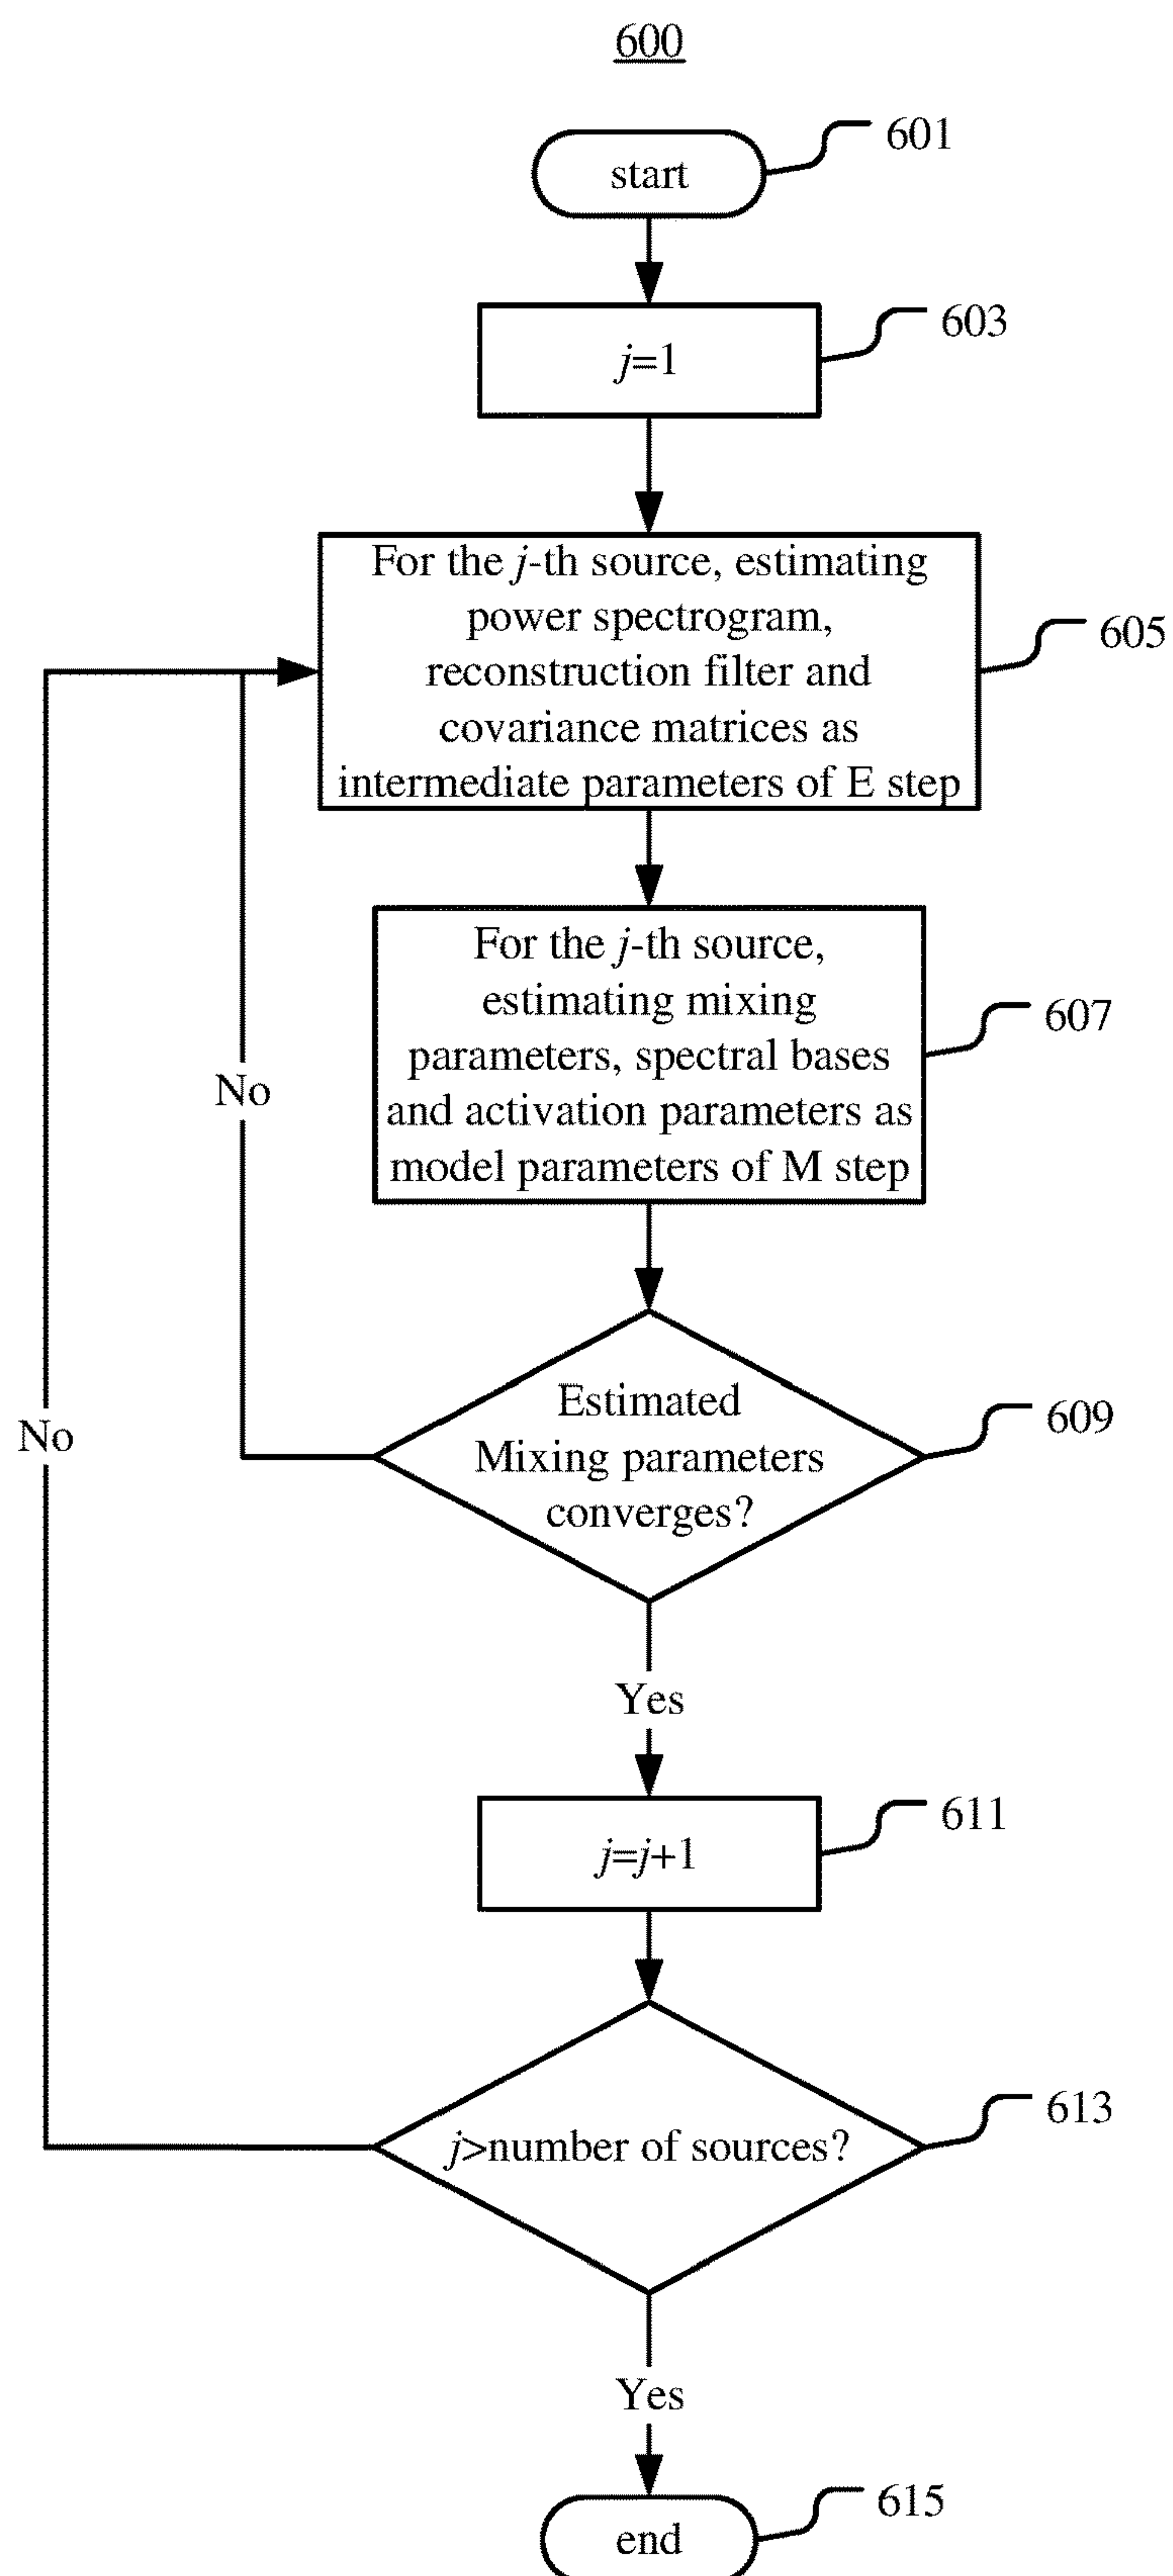 600
start
601
j=1
603
For the j-th source, estimating
power spectrogram,
reconstruction filter and
covariance matrices as
intermediate parameters of E step
605
For the j-th source,
estimating mixing
parameters, spectral bases
and activation parameters as
model parameters of M step
607
No
Estimated
Mixing parameters
converges?
609
No
Yes
j=j+1
611
j>number of sources?
613
Yes
end
615